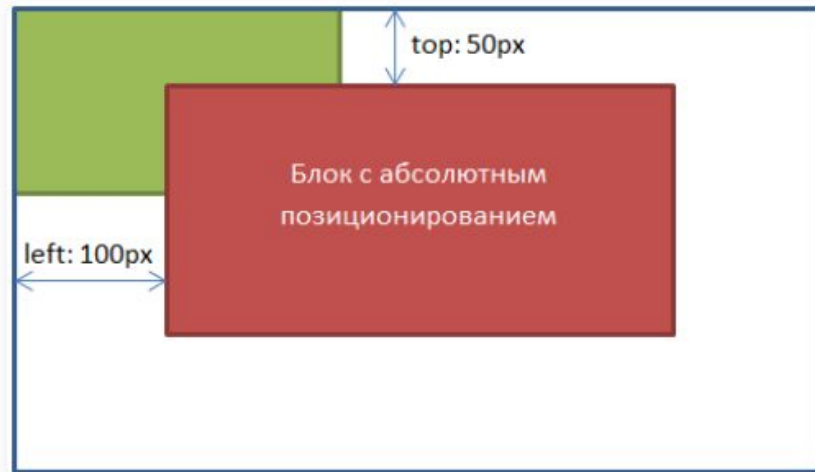 top: 50px
Блок с абсолютным
позиционированием
left: 100px